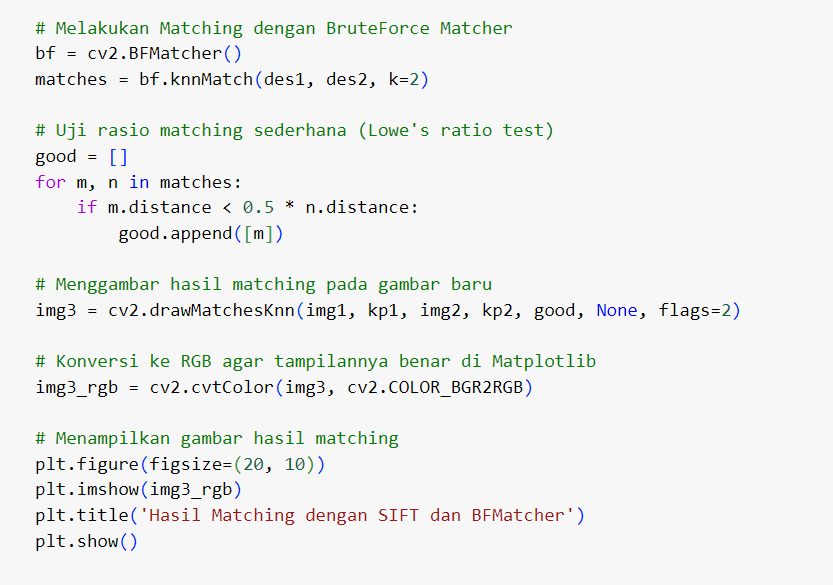 # Melakukan Matching dengan BruteForce Matcher
bf = cv2.BFMatcher()
matches = bf.knnMatch(des1, des2, k=2)
# Uji rasio matching sederhana (Lowe's ratio test)
good = []
for m, n in matches:
    if m.distance < 0.5 * n.distance:
        good.append([m])
# Menggambar hasil matching pada gambar baru
img3 = cv2.drawMatchesKnn(img1, kp1, img2, kp2, good, None, flags=2)
# Konversi ke RGB agar tampilannya benar di Matplotlib
img3_rgb = cv2.cvtColor(img3, cv2.COLOR_BGR2RGB)
# Menampilkan gambar hasil matching
plt.figure(figsize=(20, 10))
plt.imshow(img3_rgb)
plt.title('Hasil Matching dengan SIFT dan BFMatcher')
plt.show()